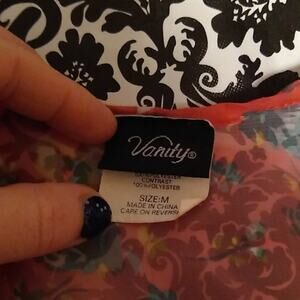 Vanity®
CONTRAST
100% POLYESTER
SIZE:M
MADE IN CHINA
CARE ON REVERSE